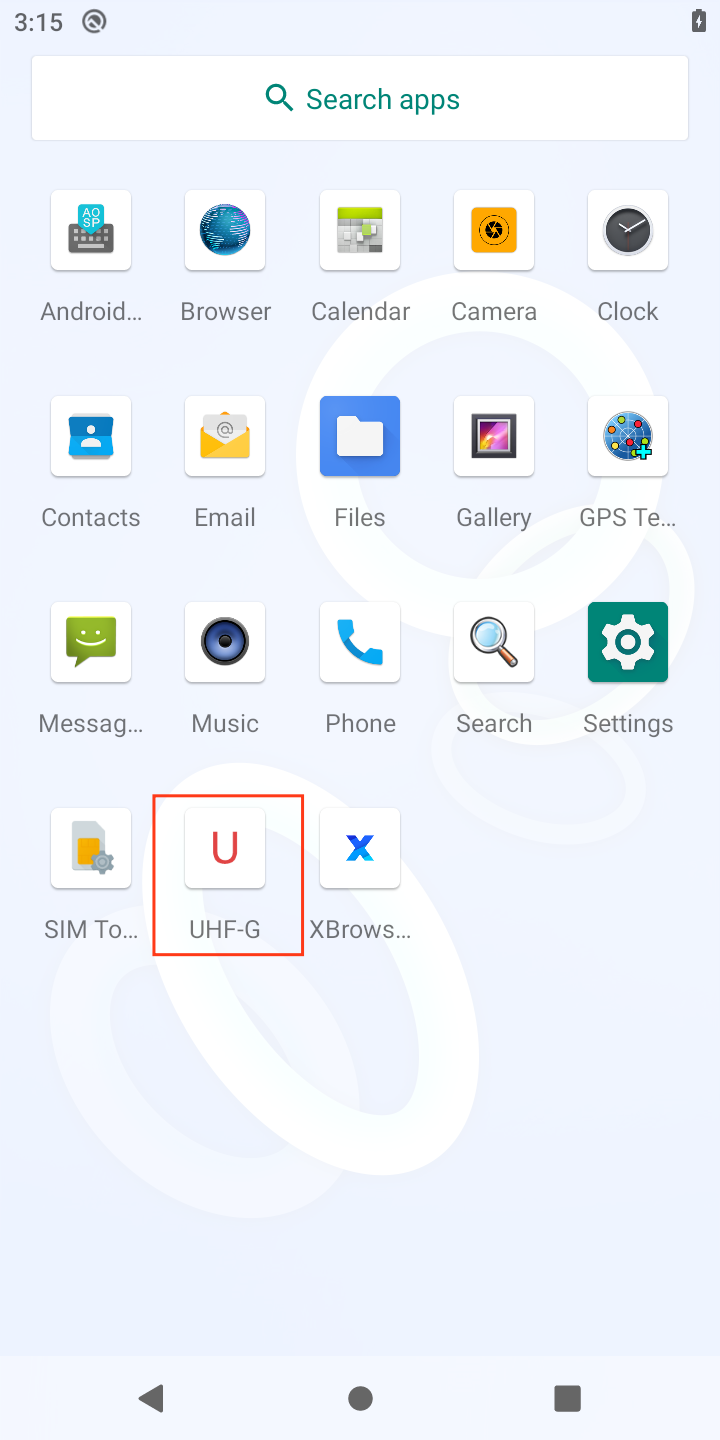 3:15
Search apps
AO
SP
Android...
Browser
Calendar
Camera
Clock
@
Contacts
Email
Files
Gallery
GPS Te...
Messag...
Music
Phone
Search
Settings
U
X
SIM To...
UHF-G
XBrows...